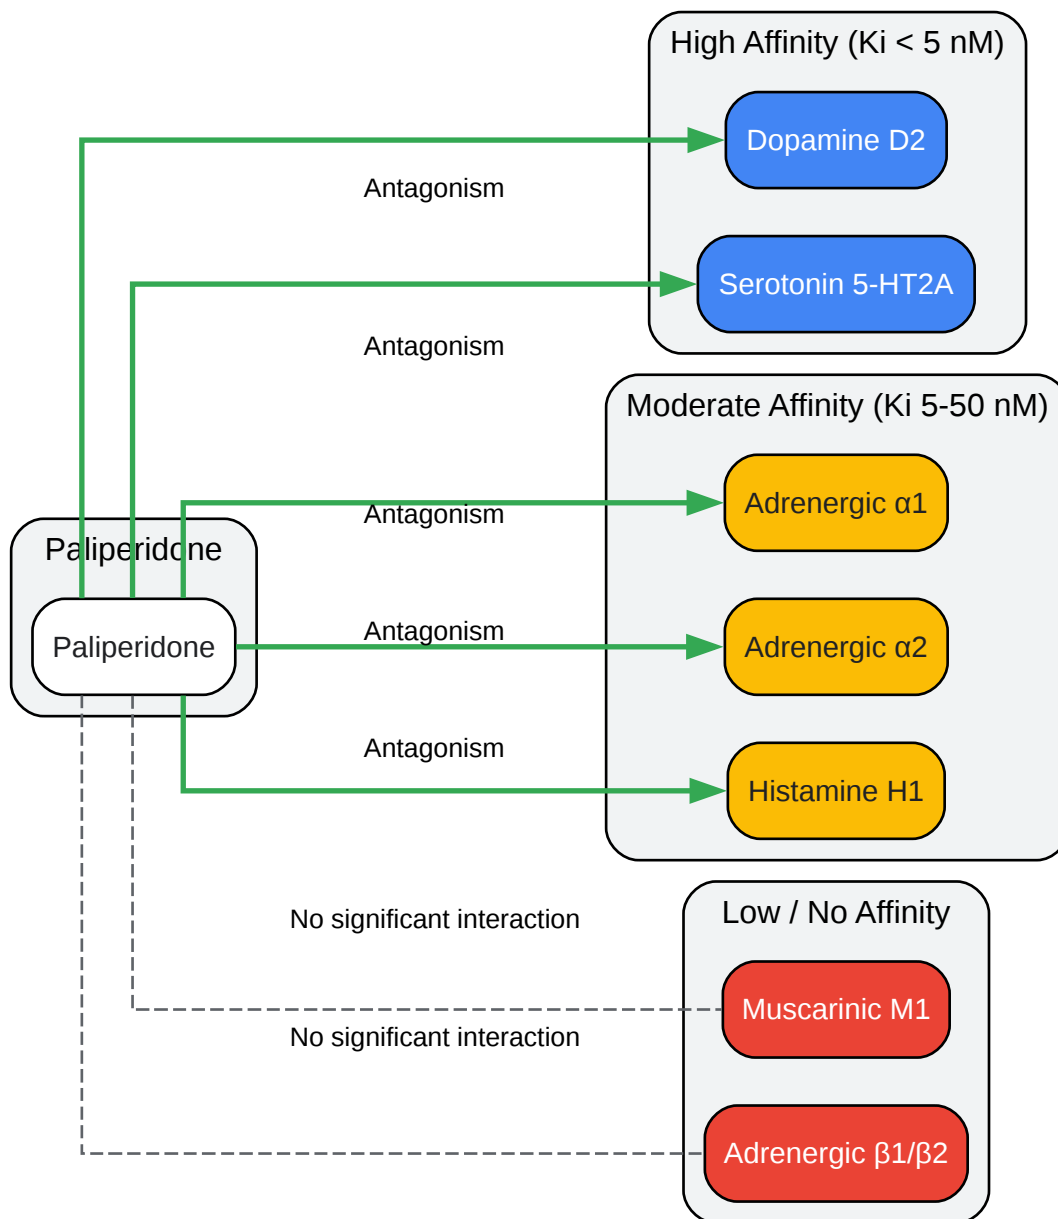 High Affinity (Ki < 5 nM)
Dopamine D2
Antagonism
Serotonin 5-HT2A
Antagonism
Moderate Affinity (Ki 5-50 nM)
Adrenergic α1
Antagonism
Paliperidone
Paliperidone
Antagonism
Adrenergic α2
Antagonism
Histamine H1
Low / No Affinity
No significant interaction
Muscarinic M1
No significant interaction
Adrenergic β1/β2